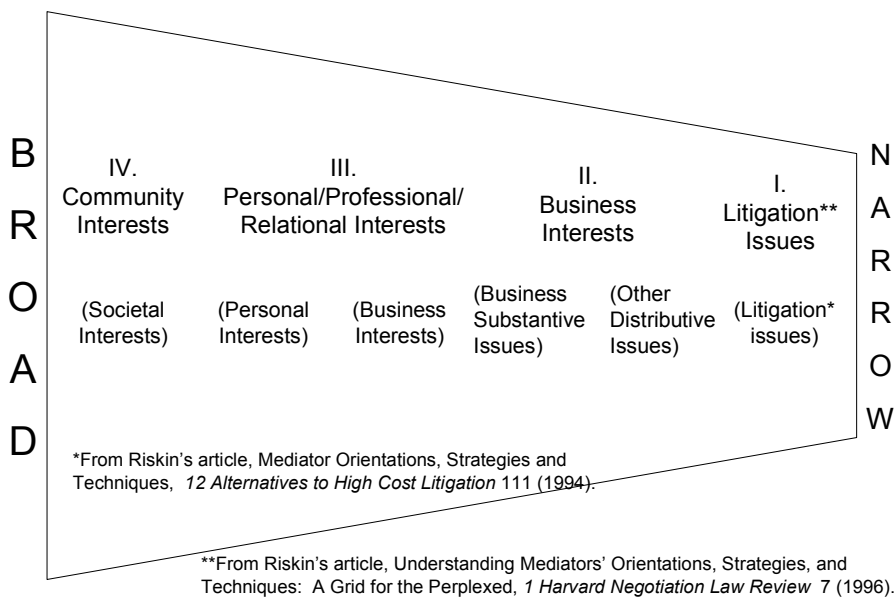 BROAD
NARROW
IV.
Community
Interests
III.
Personal/Professional/
Relational Interests
II.
Business
Interests
I.
Litigation**
Issues
(Societal
Interests)
(Personal
Interests)
(Business
Interests)
(Business
Substantive
Issues)
(Other
Distributive
Issues)
(Litigation*
issues)
*From Riskin's article, Mediator Orientations, Strategies and
Techniques, 12 Alternatives to High Cost Litigation 111 (1994).
**From Riskin's article, Understanding Mediators' Orientations, Strategies, and
Techniques: A Grid for the Perplexed, 1 Harvard Negotiation Law Review 7 (1996).